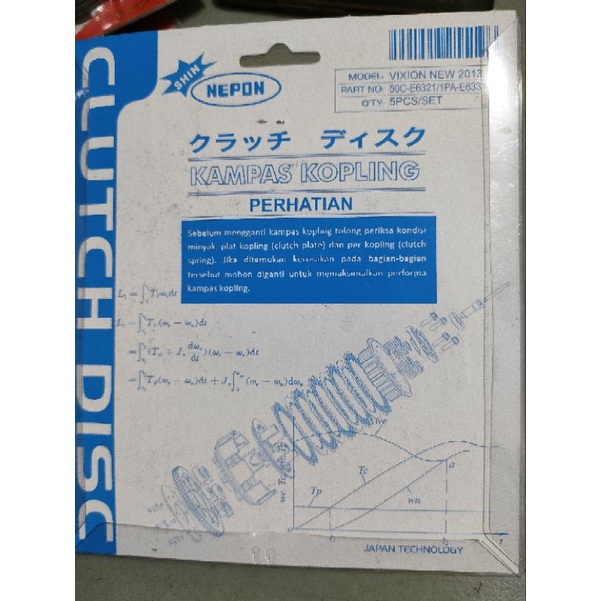 CLUTCH DISC
SHIN
NEPON
MODEL: VIXION NEW 2013
PART NO: 50C-E6321/1PA-E633
Q'TY: 5PCS/SET
クラッチ ディスク
KAMPAS KOPLING
PERHATIAN
Sebelum mengganti kampas kopling tolong periksa kondisi
minyak, plat kopling (clutch plate) dan per kopling (clutch
spring). Jika ditemukan kerusakan pada bagian-bagian
tersebut mohon diganti untuk memaksimalkan performa
kampas kopling.
Tp
Tc
wn
a
b
t
JAPAN TECHNOLOGY